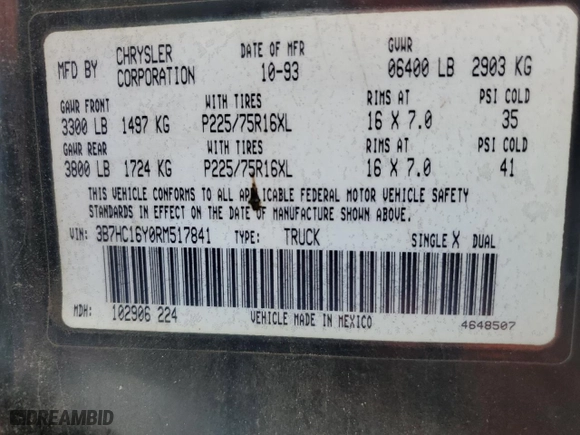 MFD BY CHRYSLER CORPORATION DATE OF MFR 10-93 GVWR 06400 LB 2903 KG
GAWR FRONT WITH TIRES RIMS AT PSI COLD
3300 LB 1497 KG P225/75R16XL 16 X 7.0 35
GAWR REAR WITH TIRES RIMS AT PSI COLD
3800 LB 1724 KG P225/75R16XL 16 X 7.0 41
THIS VEHICLE CONFORMS TO ALL APPLICABLE FEDERAL MOTOR VEHICLE SAFETY
STANDARDS IN EFFECT ON THE DATE OF MANUFACTURE SHOWN ABOVE.
VIN: 3B7HC16Y0RM517841 TYPE: TRUCK SINGLE X DUAL
MDH: 102906 224 VEHICLE MADE IN MEXICO 4648507
DREAMBID